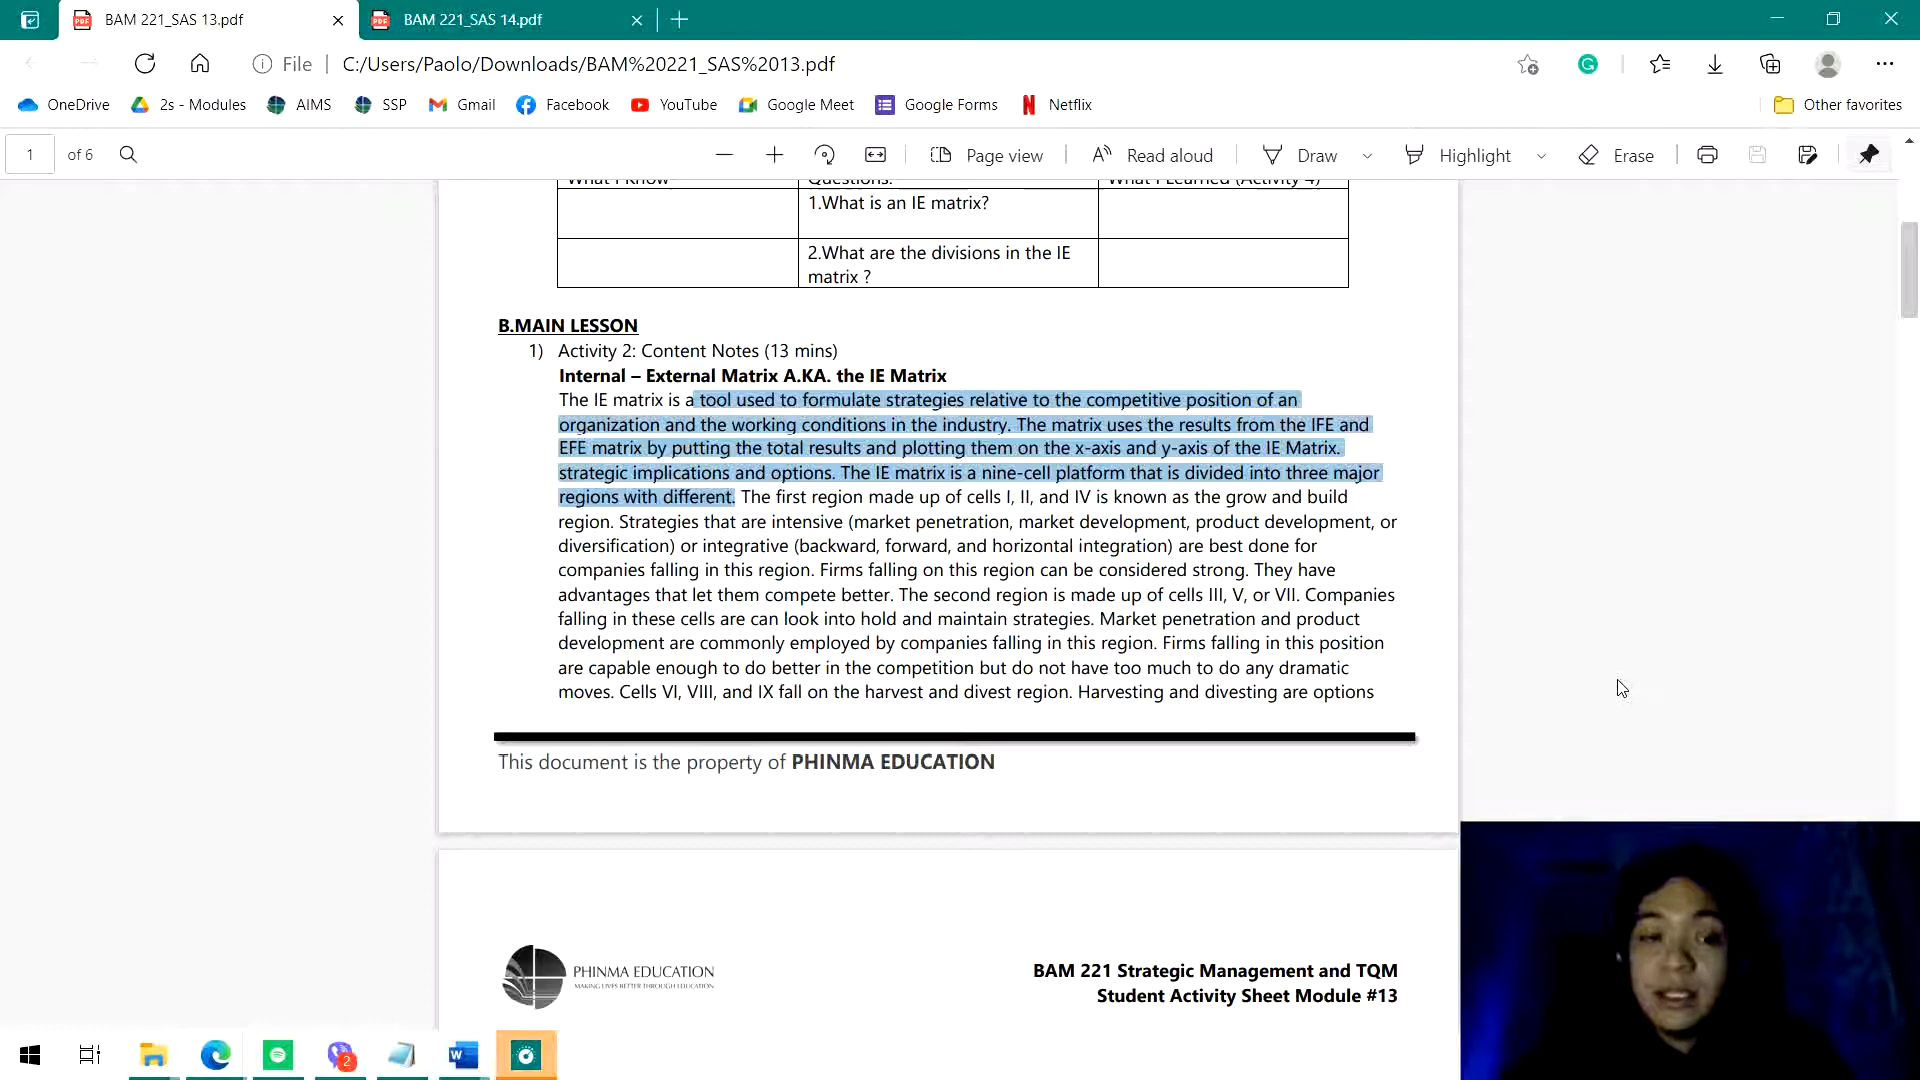 BAM 221_SAS 13.pdf
BAM 221_SAS 14.pdf
File
C:/Users/Paolo/Downloads/BAM%20221_SAS%2013.pdf
OneDrive
2s - Modules
AIMS
SSP
Gmail
Facebook
YouTube
Google Meet
Google Forms
Netflix
Other favorites
1 of 6
Page view
Read aloud
Draw
Highlight
Erase
What I Know
Questions:
What I Learned (Activity 4)
1.What is an IE matrix?
2.What are the divisions in the IE
matrix ?
B.MAIN LESSON
1) Activity 2: Content Notes (13 mins)
Internal – External Matrix A.KA. the IE Matrix
The IE matrix is a tool used to formulate strategies relative to the competitive position of an
organization and the working conditions in the industry. The matrix uses the results from the IFE and
EFE matrix by putting the total results and plotting them on the x-axis and y-axis of the IE Matrix.
strategic implications and options. The IE matrix is a nine-cell platform that is divided into three major
regions with different. The first region made up of cells I, II, and IV is known as the grow and build
region. Strategies that are intensive (market penetration, market development, product development, or
diversification) or integrative (backward, forward, and horizontal integration) are best done for
companies falling in this region. Firms falling on this region can be considered strong. They have
advantages that let them compete better. The second region is made up of cells III, V, or VII. Companies
falling in these cells are can look into hold and maintain strategies. Market penetration and product
development are commonly employed by companies falling in this region. Firms falling in this position
are capable enough to do better in the competition but do not have too much to do any dramatic
moves. Cells VI, VIII, and IX fall on the harvest and divest region. Harvesting and divesting are options
This document is the property of PHINMA EDUCATION
PHINMA EDUCATION
MAKING LIVES BETTER THROUGH EDUCATION
BAM 221 Strategic Management and TQM
Student Activity Sheet Module #13
2